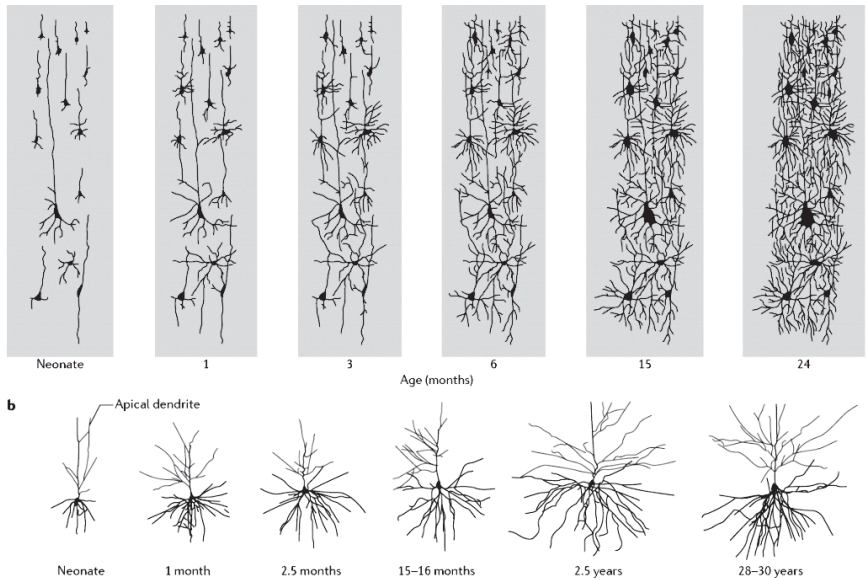 Neonate 1 3 6 15 24
Age (months)
b
Apical dendrite
Neonate 1 month 2.5 months 15–16 months 2.5 years 28–30 years